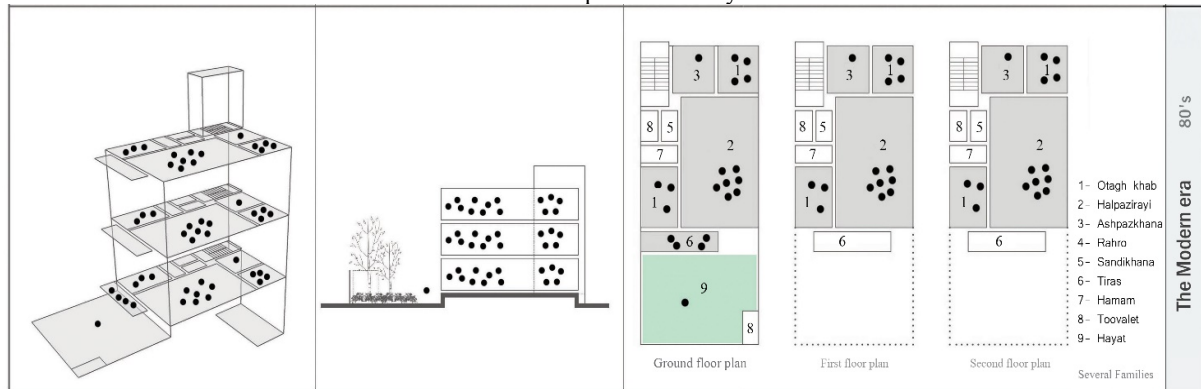 3
1
2
8
5
7
1
6
9
8
Ground floor plan
3
1
2
8
5
7
1
6
First floor plan
3
1
2
8
5
7
1
6
Second floor plan
1- Otagh khab
2- Halpazirayi
3- Ashpazkhana
4- Rahro
5- Sandikhana
6- Tiras
7- Hamam
8- Toovalet
9- Hayat
Several Families
The Modern era
80's